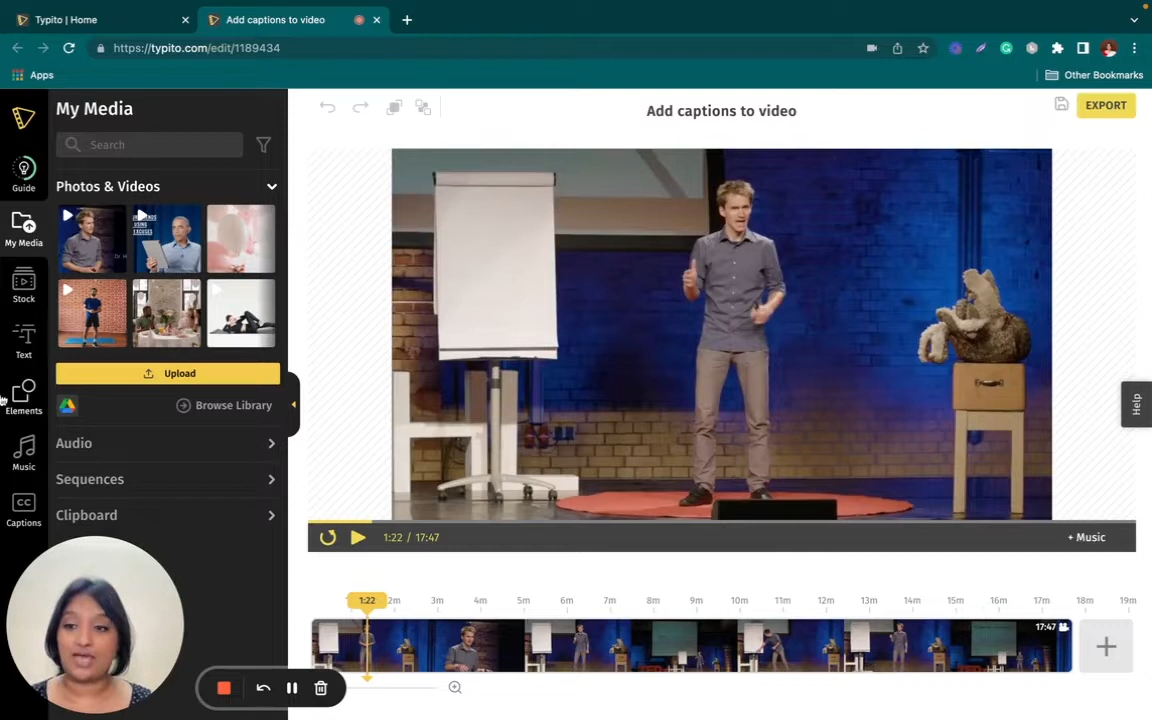 Typito | Home
Add captions to video
https://typito.com/edit/1189434
Apps
Other Bookmarks
My Media
Search
Photos & Videos
Upload
Browse Library
Audio
Sequences
Clipboard
Guide
My Media
Stock
Text
Elements
Music
CC
Captions
Add captions to video
EXPORT
Help
1:22 / 17:47
+ Music
1:22 2m 3m 4m 5m 6m 7m 8m 9m 10m 11m 12m 13m 14m 15m 16m 17m 18m 19m
17:47